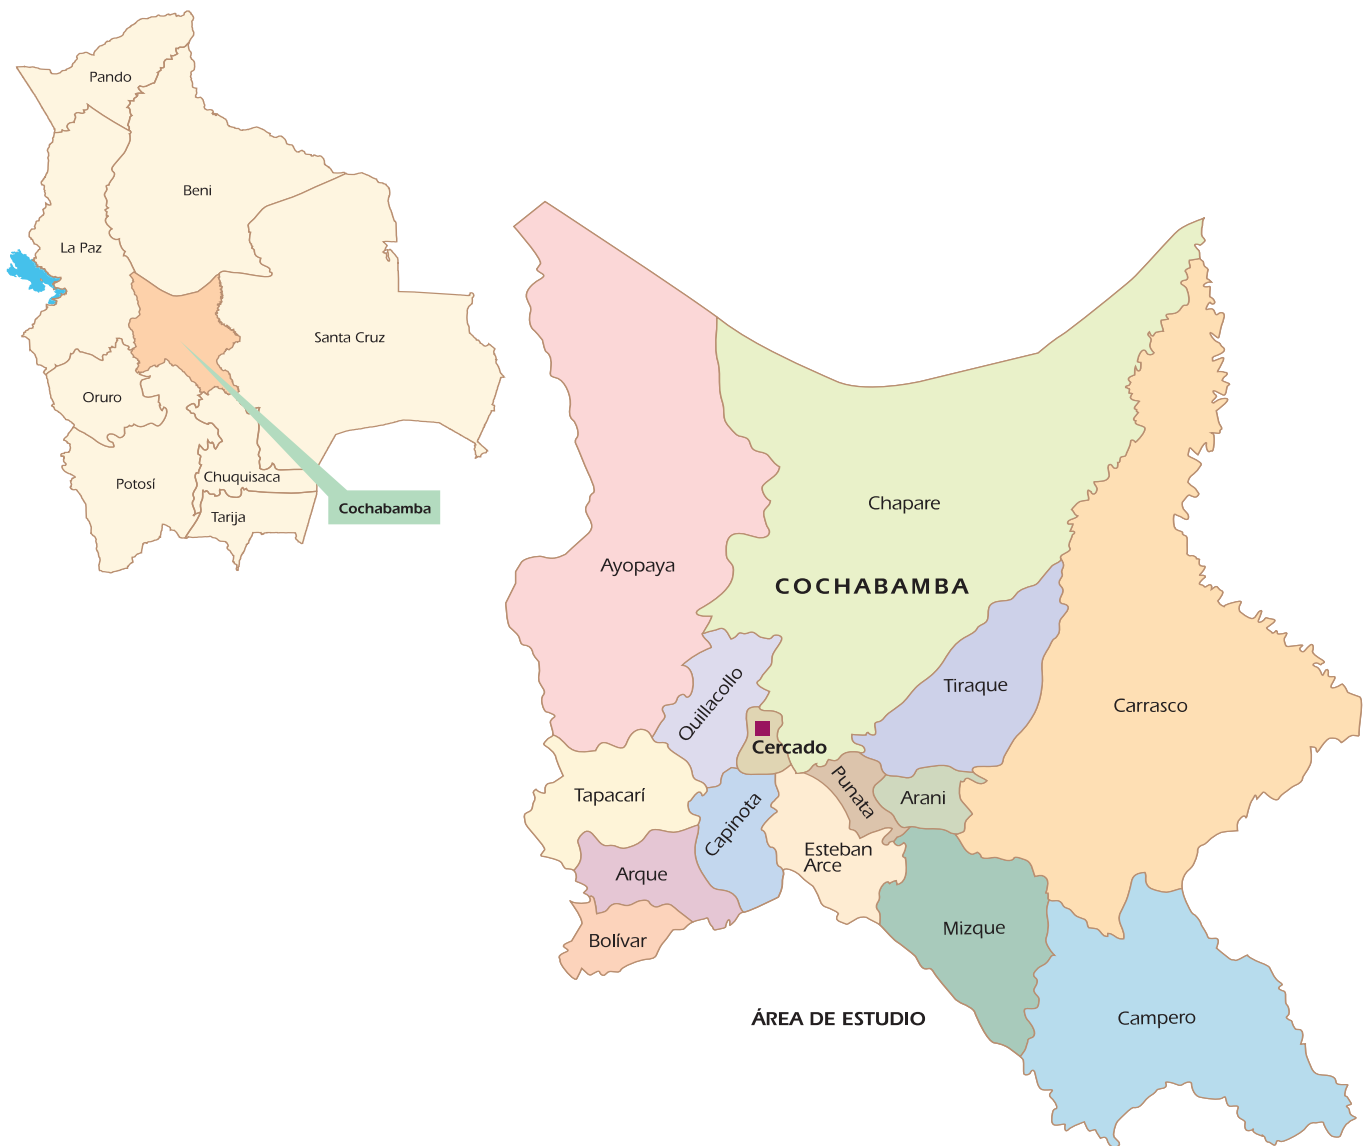 Pando
Beni
La Paz
Santa Cruz
Oruro
Potosí
Chuquisaca
Cochabamba
Tarija
Chapare
Ayopaya
COCHABAMBA
Tiraque
Quillacollo
Carrasco
Cercado
Tapacarí
Punata
Arani
Capinota
Esteban
Arce
Arque
Mizque
Bolívar
ÁREA DE ESTUDIO
Campero